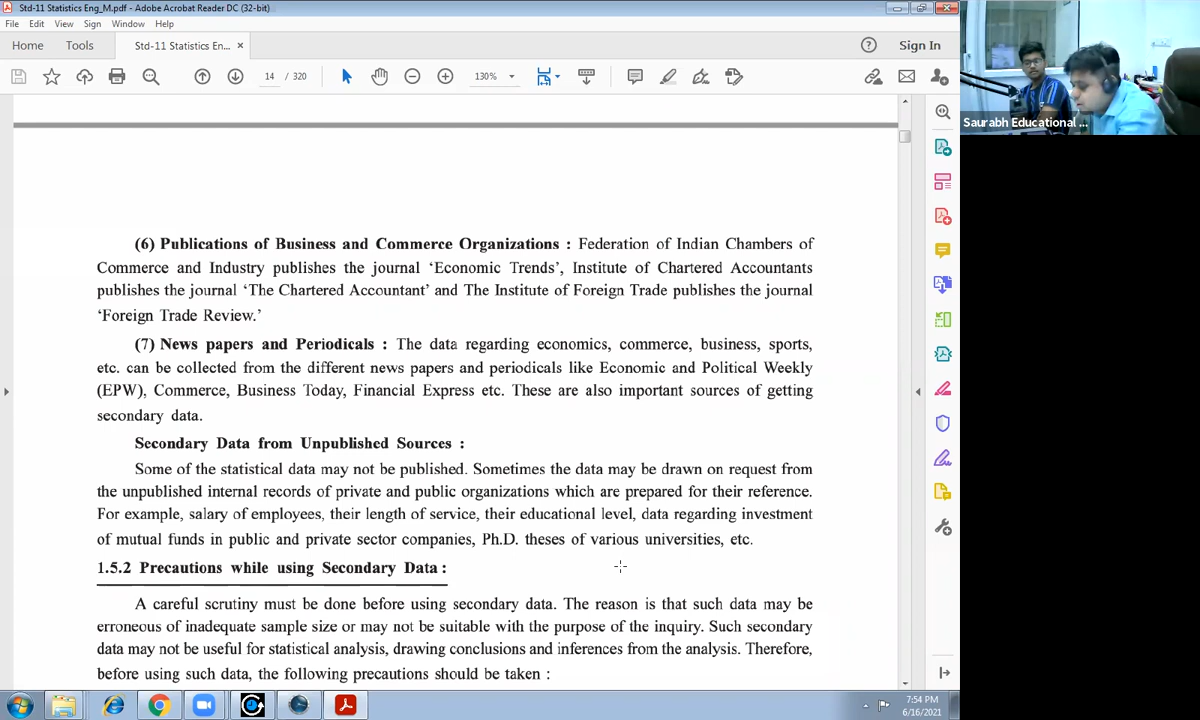 Std-11 Statistics Eng_M.pdf - Adobe Acrobat Reader DC (32-bit)
File Edit View Sign Window Help
Home Tools Std-11 Statistics En... × Sign In
14 / 320 130%
Saurabh Educational ...
(6) Publications of Business and Commerce Organizations : Federation of Indian Chambers of
Commerce and Industry publishes the journal ‘Economic Trends’, Institute of Chartered Accountants
publishes the journal ‘The Chartered Accountant’ and The Institute of Foreign Trade publishes the journal
‘Foreign Trade Review.’
(7) News papers and Periodicals : The data regarding economics, commerce, business, sports,
etc. can be collected from the different news papers and periodicals like Economic and Political Weekly
(EPW), Commerce, Business Today, Financial Express etc. These are also important sources of getting
secondary data.
Secondary Data from Unpublished Sources :
Some of the statistical data may not be published. Sometimes the data may be drawn on request from
the unpublished internal records of private and public organizations which are prepared for their reference.
For example, salary of employees, their length of service, their educational level, data regarding investment
of mutual funds in public and private sector companies, Ph.D. theses of various universities, etc.
1.5.2 Precautions while using Secondary Data :
A careful scrutiny must be done before using secondary data. The reason is that such data may be
erroneous of inadequate sample size or may not be suitable with the purpose of the inquiry. Such secondary
data may not be useful for statistical analysis, drawing conclusions and inferences from the analysis. Therefore,
before using such data, the following precautions should be taken :
7:54 PM
6/16/2021